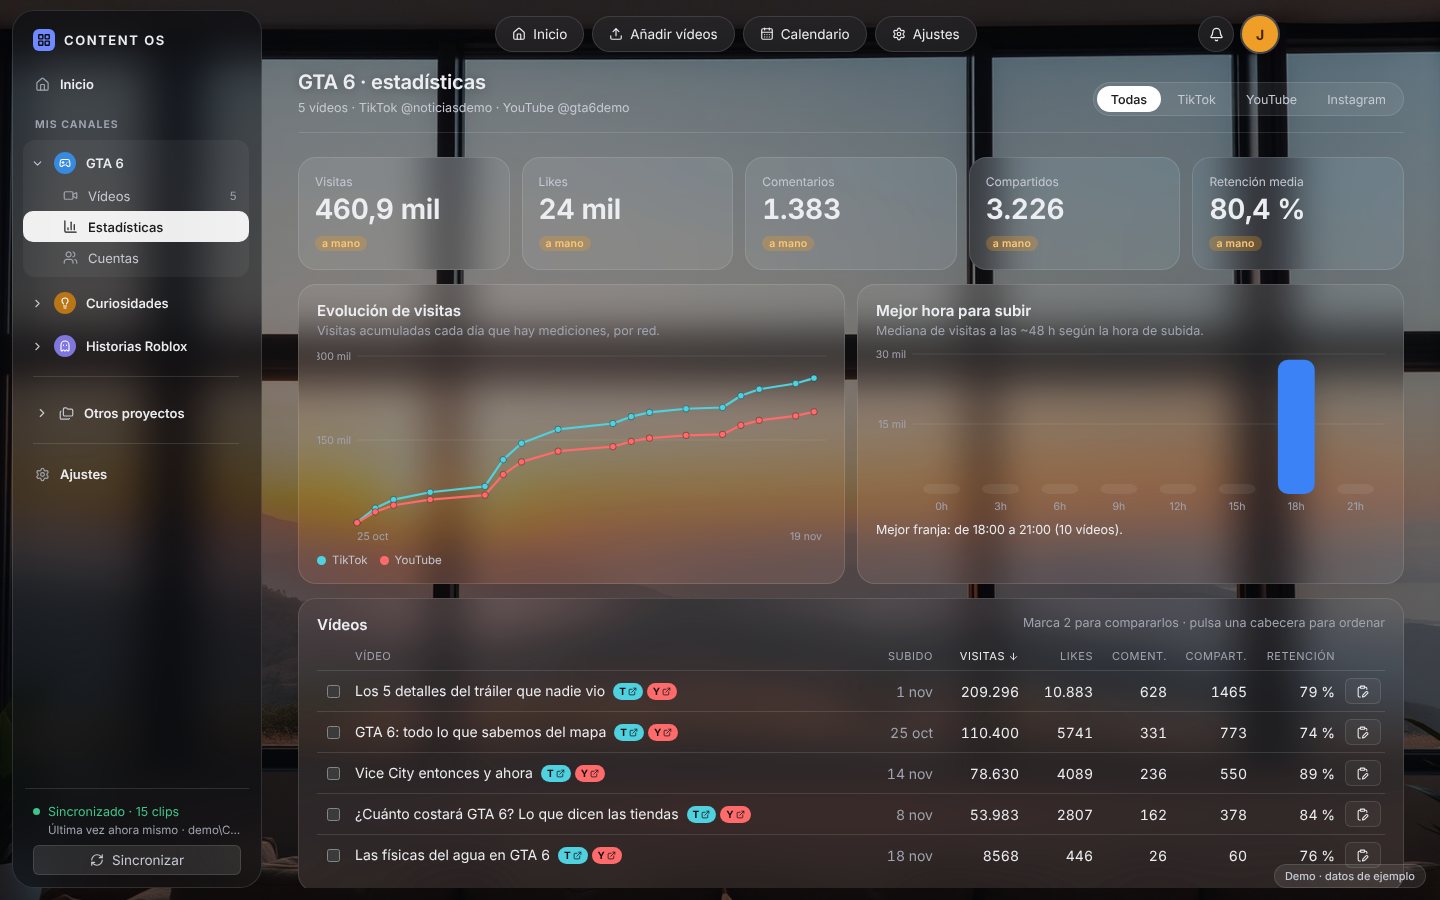 CONTENT OS
Inicio
MIS CANALES
GTA 6
Vídeos 5
Estadísticas
Cuentas
Curiosidades
Historias Roblox
Otros proyectos
Ajustes
Sincronizado · 15 clips
Última vez ahora mismo · demo\C...
Sincronizar
Inicio Añadir vídeos Calendario Ajustes
J
GTA 6 · estadísticas
5 vídeos · TikTok @noticiasdemo · YouTube @gta6demo
Todas TikTok YouTube Instagram
Visitas
460,9 mil
a mano
Likes
24 mil
a mano
Comentarios
1.383
a mano
Compartidos
3.226
a mano
Retención media
80,4 %
a mano
Evolución de visitas
Visitas acumuladas cada día que hay mediciones, por red.
300 mil
150 mil
25 oct 19 nov
TikTok YouTube
Mejor hora para subir
Mediana de visitas a las ~48 h según la hora de subida.
30 mil
15 mil
0h 3h 6h 9h 12h 15h 18h 21h
Mejor franja: de 18:00 a 21:00 (10 vídeos).
Vídeos
Marca 2 para compararlos · pulsa una cabecera para ordenar
VÍDEO SUBIDO VISITAS ↓ LIKES COMENT. COMPART. RETENCIÓN
Los 5 detalles del tráiler que nadie vio T Y 1 nov 209.296 10.883 628 1465 79 %
GTA 6: todo lo que sabemos del mapa T Y 25 oct 110.400 5741 331 773 74 %
Vice City entonces y ahora T Y 14 nov 78.630 4089 236 550 89 %
¿Cuánto costará GTA 6? Lo que dicen las tiendas T Y 8 nov 53.983 2807 162 378 84 %
Las físicas del agua en GTA 6 T Y 18 nov 8568 446 26 60 76 %
Demo · datos de ejemplo